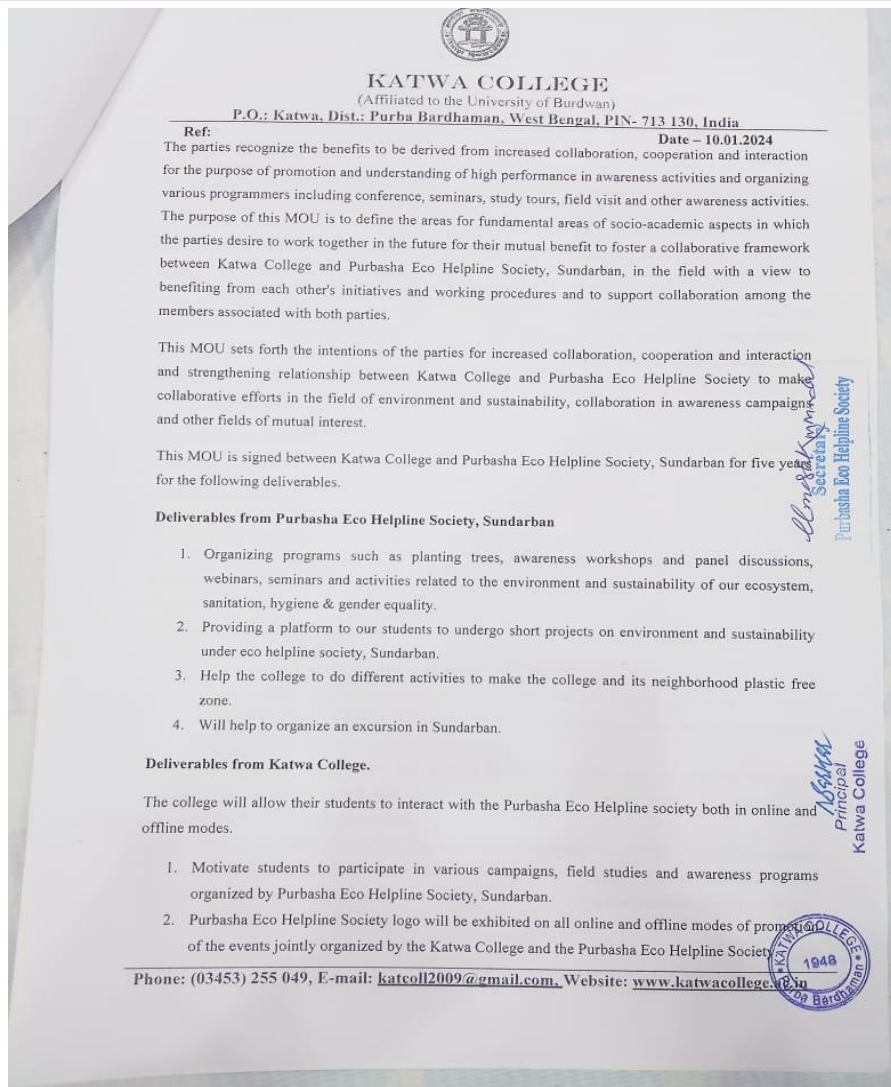 KATWA COLLEGE
(Affiliated to the University of Burdwan)
P.O.: Katwa, Dist.: Purba Bardhaman, West Bengal, PIN- 713 130, India
Ref:
Date – 10.01.2024
The parties recognize the benefits to be derived from increased collaboration, cooperation and interaction
for the purpose of promotion and understanding of high performance in awareness activities and organizing
various programmers including conference, seminars, study tours, field visit and other awareness activities.
The purpose of this MOU is to define the areas for fundamental areas of socio-academic aspects in which
the parties desire to work together in the future for their mutual benefit to foster a collaborative framework
between Katwa College and Purbasha Eco Helpline Society, Sundarban, in the field with a view to
benefiting from each other's initiatives and working procedures and to support collaboration among the
members associated with both parties.
This MOU sets forth the intentions of the parties for increased collaboration, cooperation and interaction
and strengthening relationship between Katwa College and Purbasha Eco Helpline Society to make
collaborative efforts in the field of environment and sustainability, collaboration in awareness campaigns
and other fields of mutual interest.
This MOU is signed between Katwa College and Purbasha Eco Helpline Society, Sundarban for five years
for the following deliverables.
Deliverables from Purbasha Eco Helpline Society, Sundarban
1. Organizing programs such as planting trees, awareness workshops and panel discussions,
webinars, seminars and activities related to the environment and sustainability of our ecosystem,
sanitation, hygiene & gender equality.
2. Providing a platform to our students to undergo short projects on environment and sustainability
under eco helpline society, Sundarban.
3. Help the college to do different activities to make the college and its neighborhood plastic free
zone.
4. Will help to organize an excursion in Sundarban.
Deliverables from Katwa College.
The college will allow their students to interact with the Purbasha Eco Helpline society both in online and
offline modes.
1. Motivate students to participate in various campaigns, field studies and awareness programs
organized by Purbasha Eco Helpline Society, Sundarban.
2. Purbasha Eco Helpline Society logo will be exhibited on all online and offline modes of promotion
of the events jointly organized by the Katwa College and the Purbasha Eco Helpline Society
Phone: (03453) 255 049, E-mail: katcoll2009@gmail.com, Website: www.katwacollege.ac.in
Secretary
Purbasha Eco Helpline Society
Principal
Katwa College
KATWA COLLEGE
1948
Purba Bardhaman